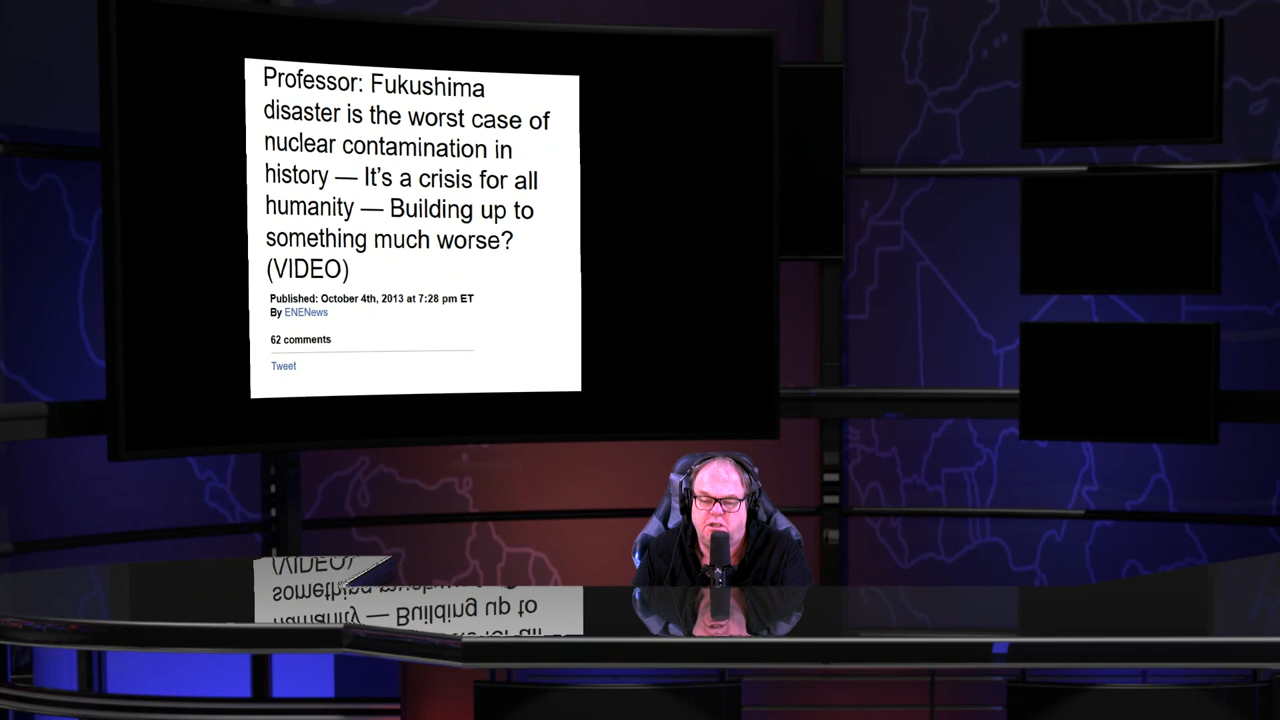 Professor: Fukushima
disaster is the worst case of
nuclear contamination in
history — It's a crisis for all
humanity — Building up to
something much worse?
(VIDEO)
Published: October 4th, 2013 at 7:28 pm ET
By ENENews
62 comments
Tweet